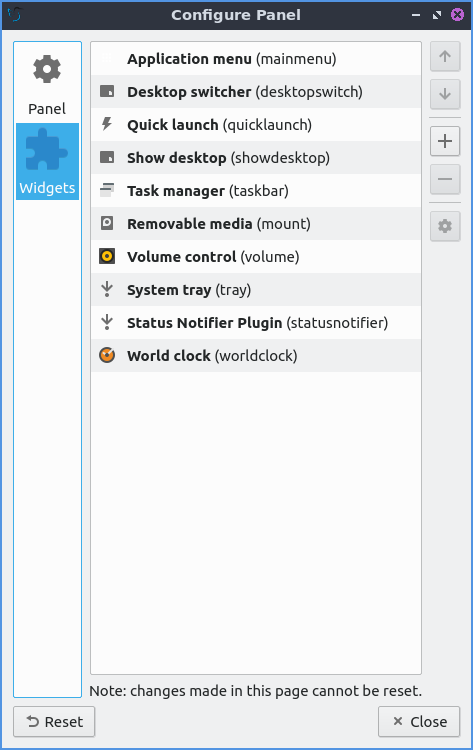 Configure Panel
Panel
Widgets
Application menu (mainmenu)
Desktop switcher (desktopswitch)
Quick launch (quicklaunch)
Show desktop (showdesktop)
Task manager (taskbar)
Removable media (mount)
Volume control (volume)
System tray (tray)
Status Notifier Plugin (statusnotifier)
World clock (worldclock)
Note: changes made in this page cannot be reset.
Reset
Close